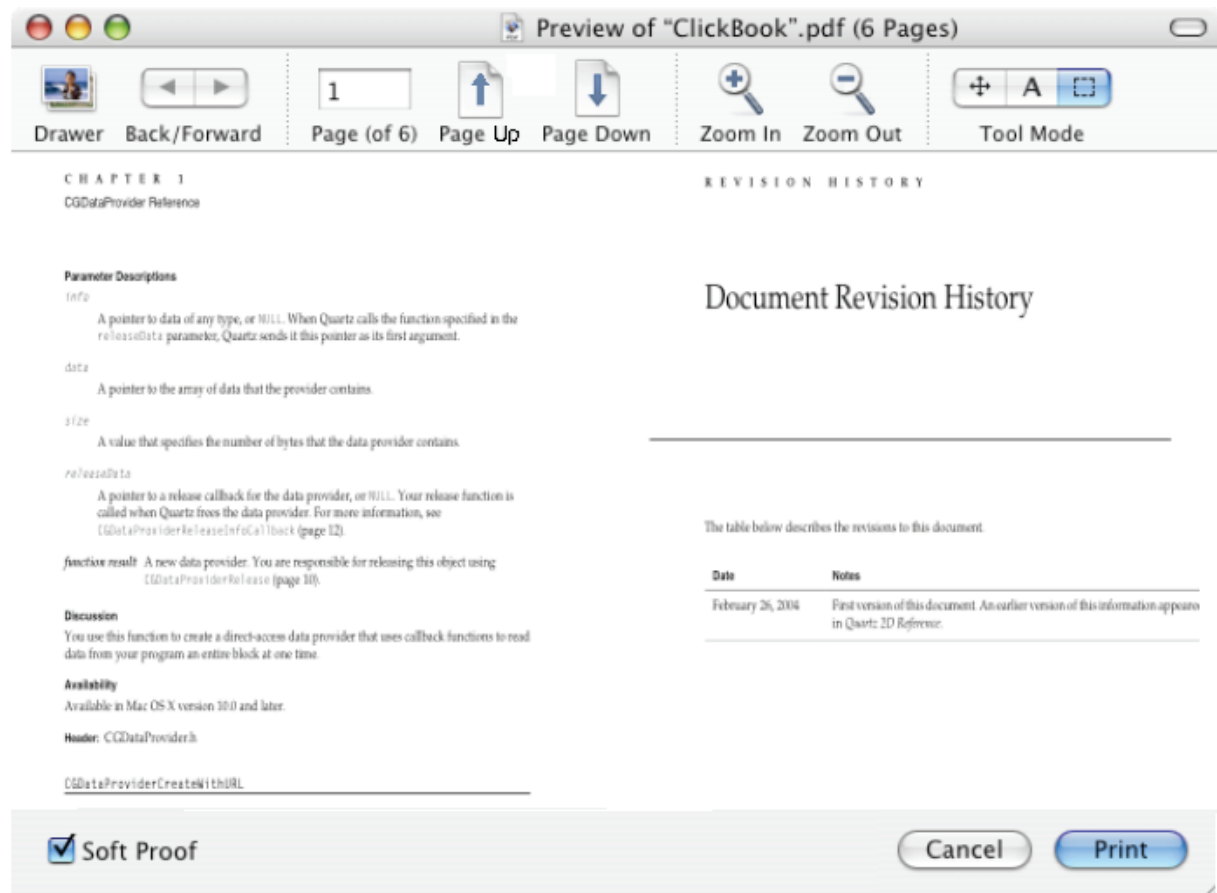 Preview of “ClickBook”.pdf (6 Pages)
1
A
Drawer Back/Forward Page (of 6) Page Up Page Down Zoom In Zoom Out Tool Mode
CHAPTER 1
CGDataProvider Reference
Parameter Descriptions
info
A pointer to data of any type, or NULL. When Quartz calls the function specified in the
releaseData parameter, Quartz sends it this pointer as its first argument.
data
A pointer to the array of data that the provider contains.
size
A value that specifies the number of bytes that the data provider contains.
releaseData
A pointer to a release callback for the data provider, or NULL. Your release function is
called when Quartz frees the data provider. For more information, see
CGDataProviderReleaseInfoCallback (page 12).
function result A new data provider. You are responsible for releasing this object using
CGDataProviderRelease (page 10).
Discussion
You use this function to create a direct-access data provider that uses callback functions to read
data from your program an entire block at one time.
Availability
Available in Mac OS X version 10.0 and later.
Header: CGDataProvider.h
CGDataProviderCreateWithURL
REVISION HISTORY
Document Revision History
The table below describes the revisions to this document.
Date Notes
February 26, 2004 First version of this document. An earlier version of this information appeare
in Quartz 2D Reference.
Soft Proof Cancel Print